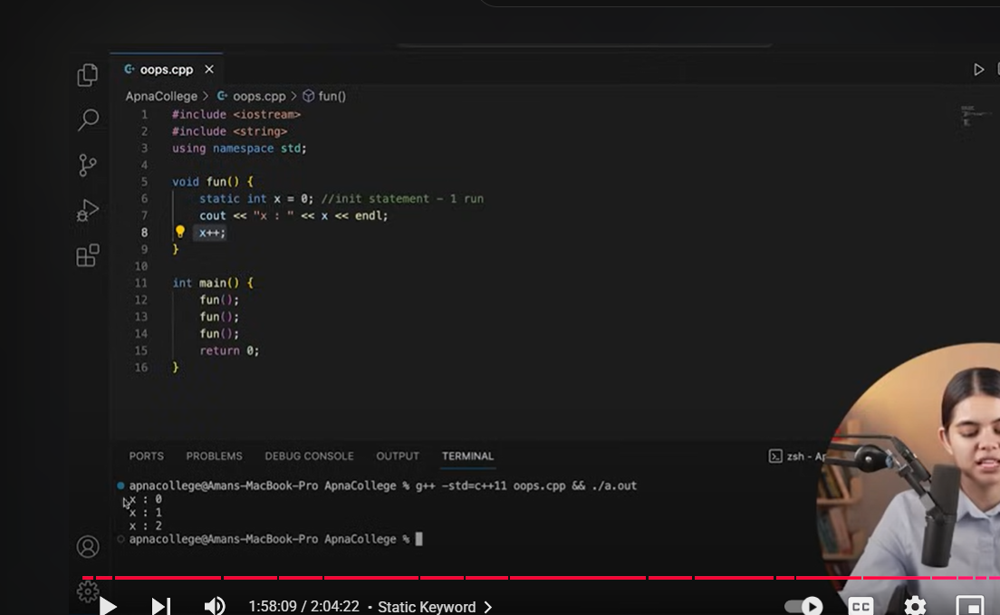 oops.cpp
ApnaCollege > oops.cpp > fun()
1 #include <iostream>
2 #include <string>
3 using namespace std;
4
5 void fun() {
6 static int x = 0; //init statement - 1 run
7 cout << "x : " << x << endl;
8 x++;
9 }
10
11 int main() {
12 fun();
13 fun();
14 fun();
15 return 0;
16 }
PORTS PROBLEMS DEBUG CONSOLE OUTPUT TERMINAL zsh - Ap
apnacollege@Amans-MacBook-Pro ApnaCollege % g++ -std=c++11 oops.cpp && ./a.out
x : 0
x : 1
x : 2
apnacollege@Amans-MacBook-Pro ApnaCollege %
1:58:09 / 2:04:22 • Static Keyword >
CC